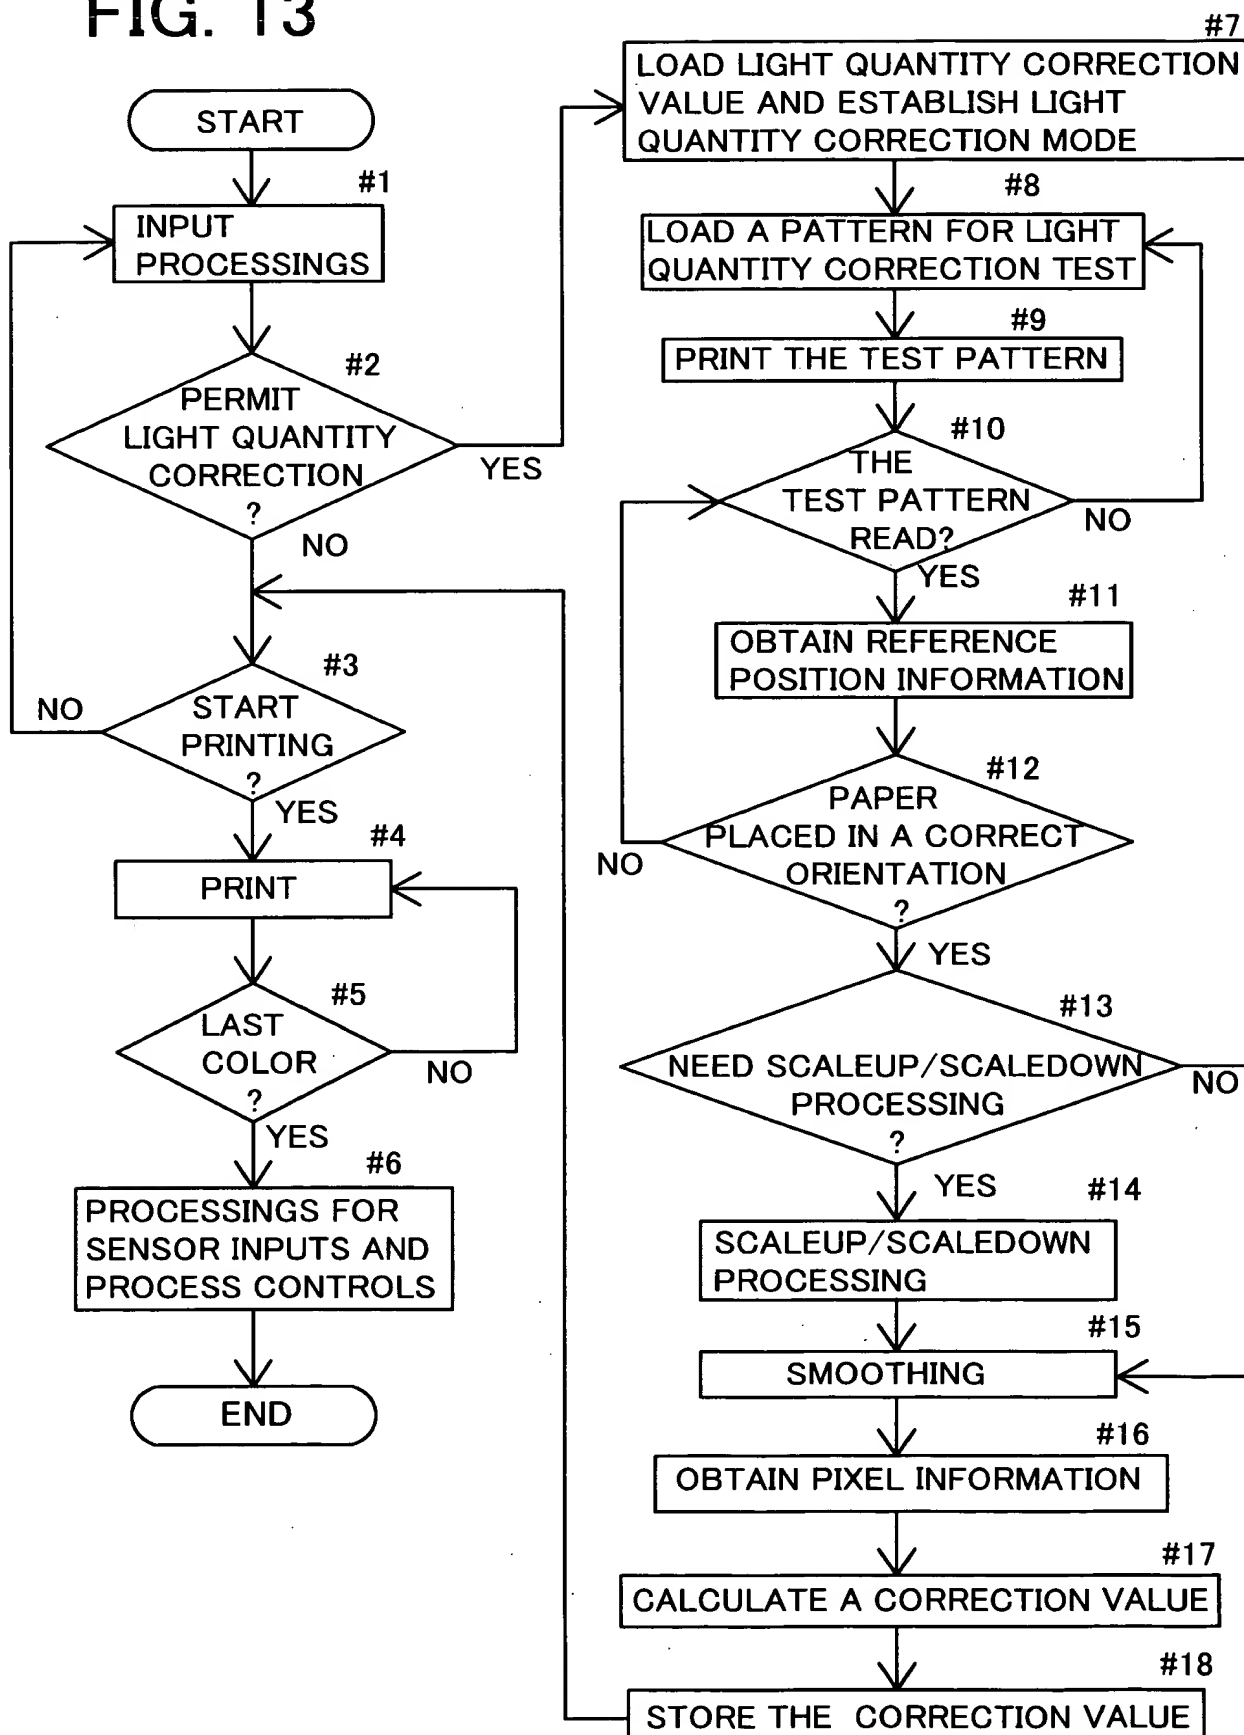 FIG. 13
START
#1
INPUT
PROCESSINGS
#2
PERMIT
LIGHT QUANTITY
CORRECTION
?
YES
NO
#3
START
PRINTING
?
NO
YES
#4
PRINT
#5
LAST
COLOR
?
NO
YES
#6
PROCESSINGS FOR
SENSOR INPUTS AND
PROCESS CONTROLS
END
#7
LOAD LIGHT QUANTITY CORRECTION
VALUE AND ESTABLISH LIGHT
QUANTITY CORRECTION MODE
#8
LOAD A PATTERN FOR LIGHT
QUANTITY CORRECTION TEST
#9
PRINT THE TEST PATTERN
#10
THE
TEST PATTERN
READ?
NO
YES
#11
OBTAIN REFERENCE
POSITION INFORMATION
#12
PAPER
PLACED IN A CORRECT
ORIENTATION
?
NO
YES
#13
NEED SCALEUP/SCALEDOWN
PROCESSING
?
NO
YES
#14
SCALEUP/SCALEDOWN
PROCESSING
#15
SMOOTHING
#16
OBTAIN PIXEL INFORMATION
#17
CALCULATE A CORRECTION VALUE
#18
STORE THE CORRECTION VALUE